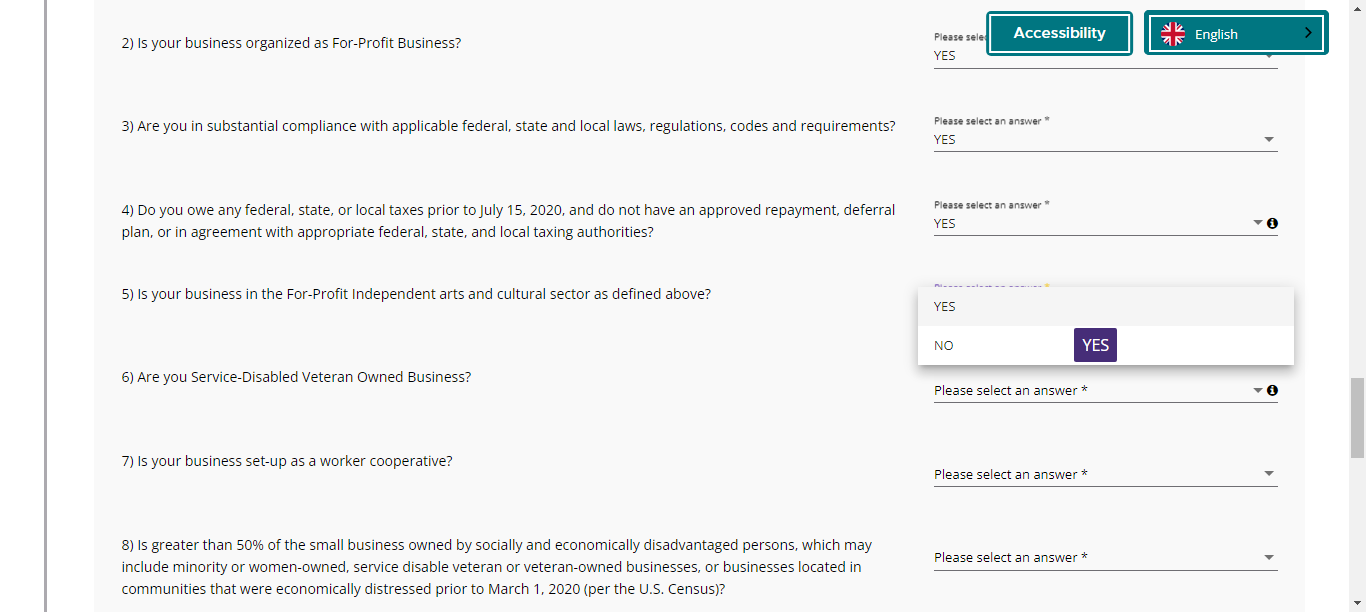 Accessibility
English
2) Is your business organized as For-Profit Business?
Please selec
YES
3) Are you in substantial compliance with applicable federal, state and local laws, regulations, codes and requirements?
Please select an answer *
YES
4) Do you owe any federal, state, or local taxes prior to July 15, 2020, and do not have an approved repayment, deferral
plan, or in agreement with appropriate federal, state, and local taxing authorities?
Please select an answer *
YES
5) Is your business in the For-Profit Independent arts and cultural sector as defined above?
Please select an answer *
YES
NO
YES
6) Are you Service-Disabled Veteran Owned Business?
Please select an answer *
7) Is your business set-up as a worker cooperative?
Please select an answer *
8) Is greater than 50% of the small business owned by socially and economically disadvantaged persons, which may
include minority or women-owned, service disable veteran or veteran-owned businesses, or businesses located in
communities that were economically distressed prior to March 1, 2020 (per the U.S. Census)?
Please select an answer *